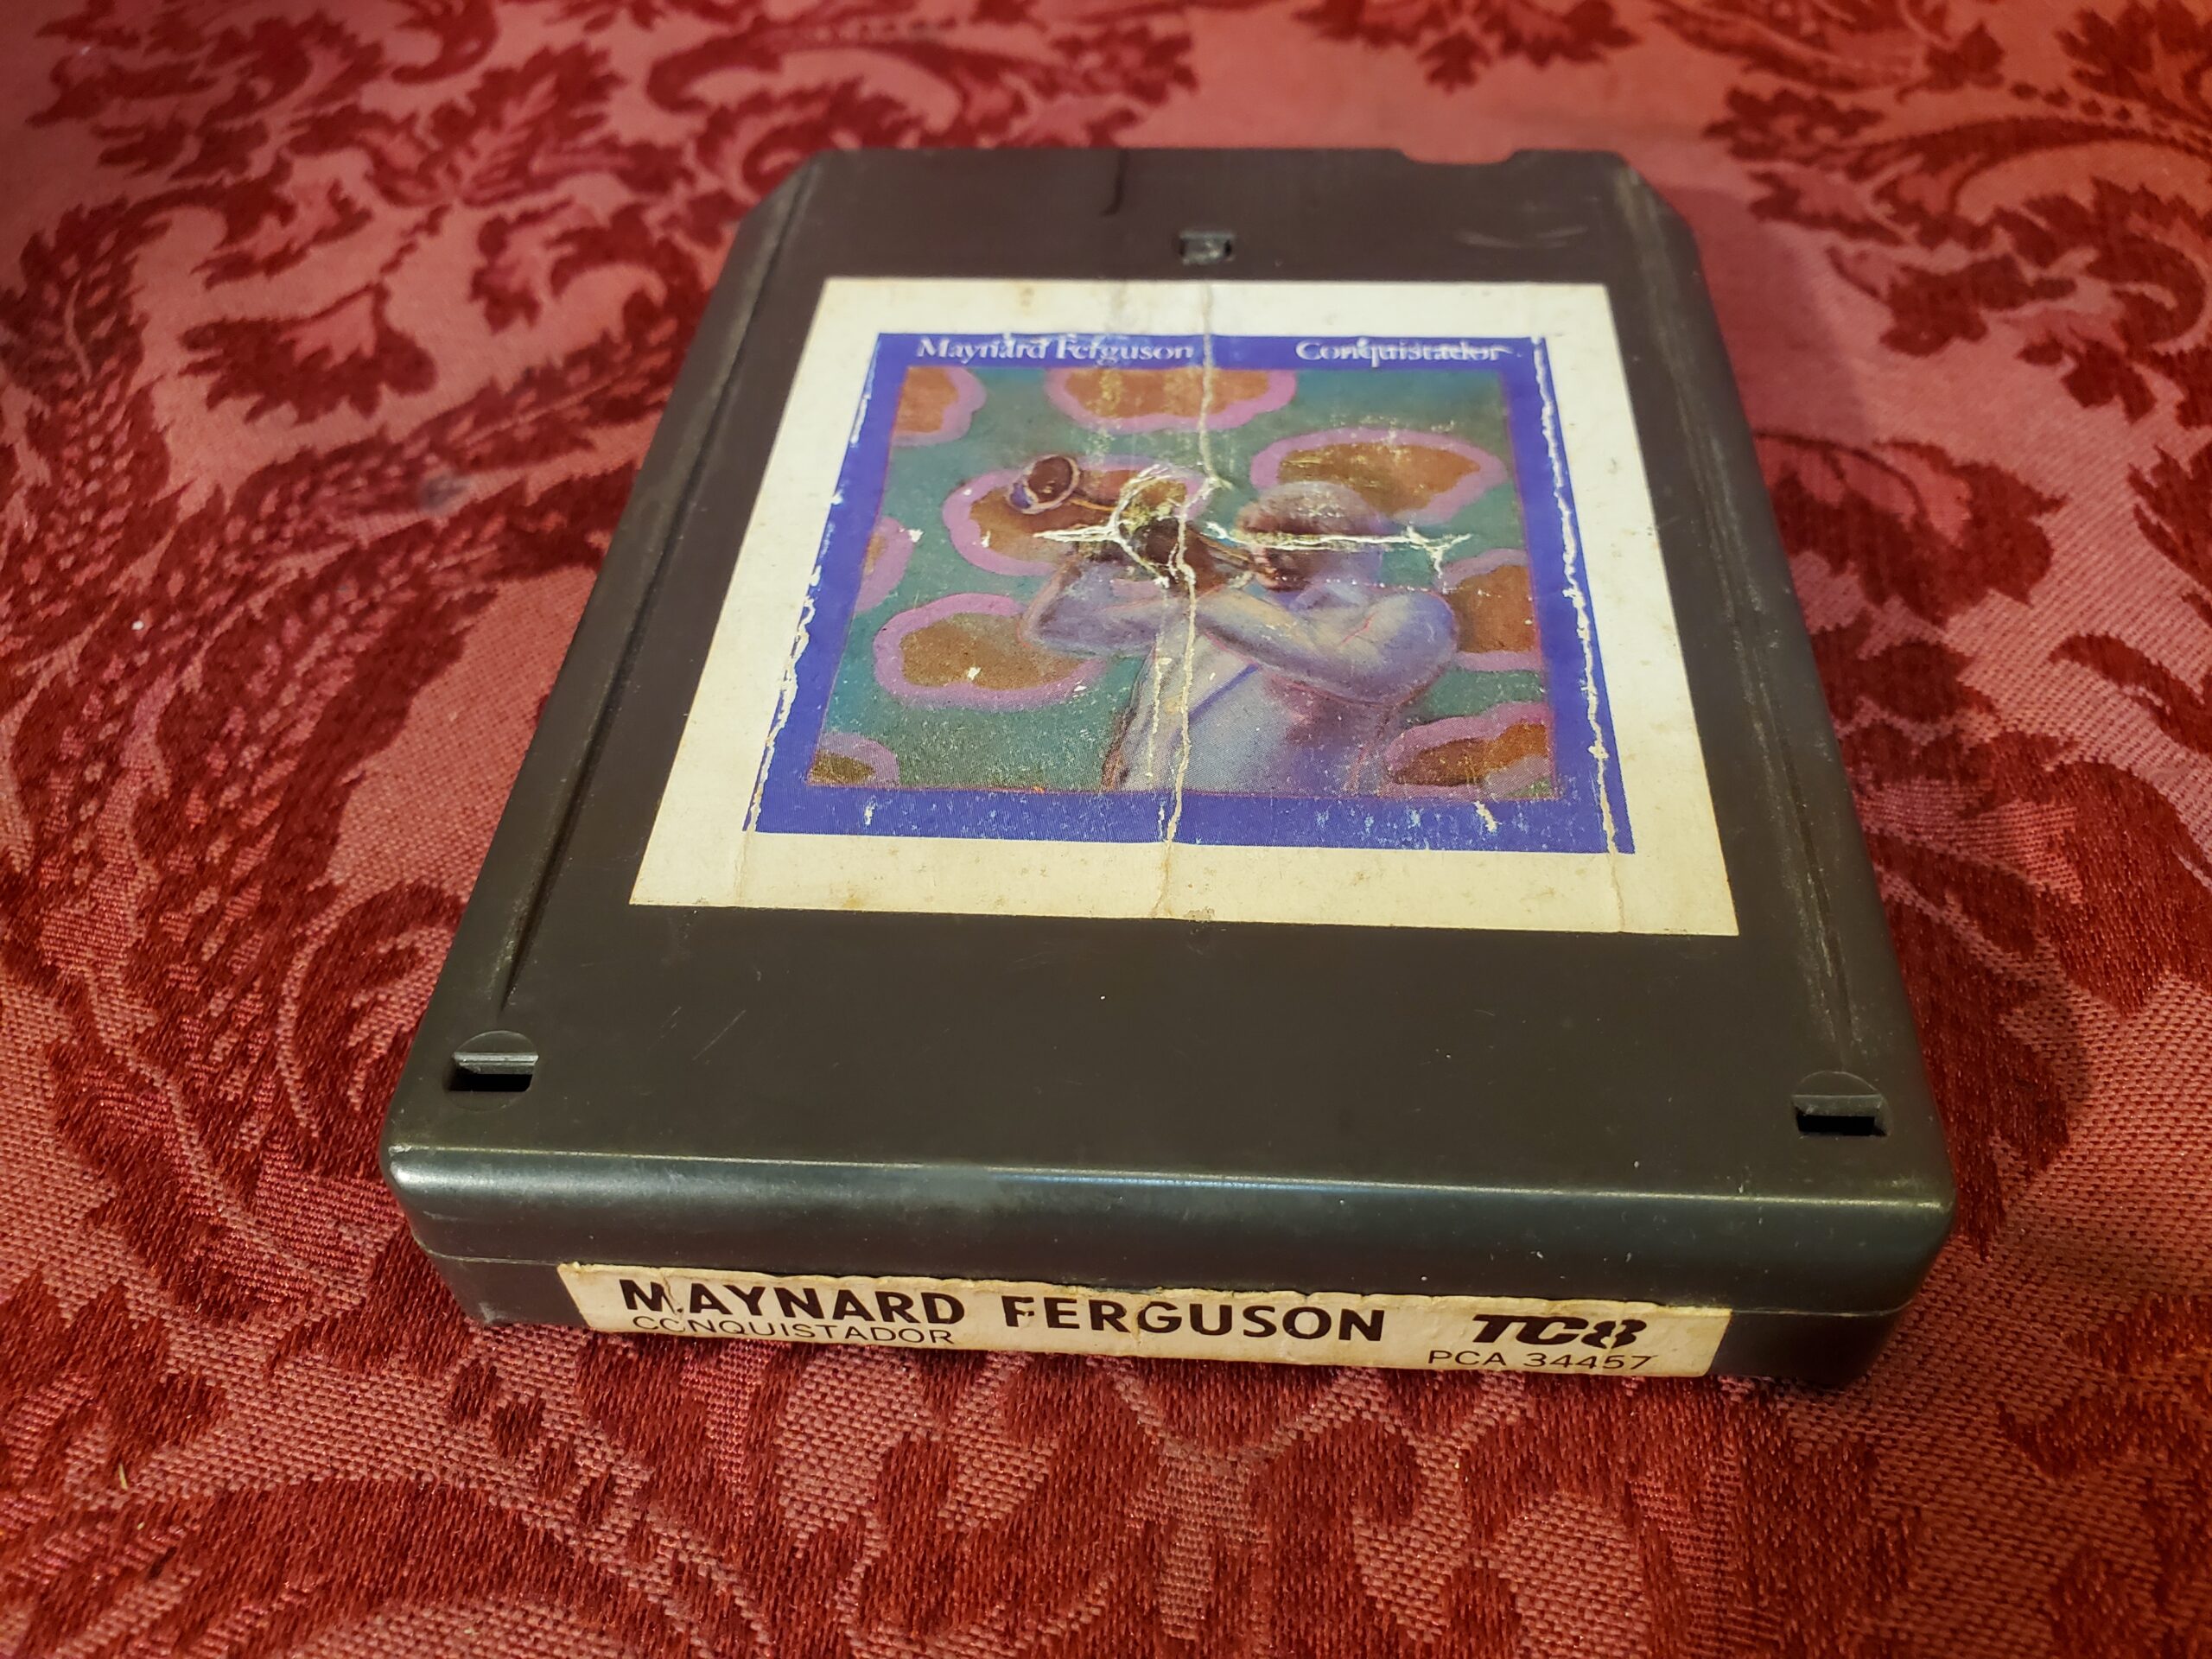 Maynard Ferguson Conquistador
MAYNARD FERGUSON TC8
CONQUISTADOR PCA 34457